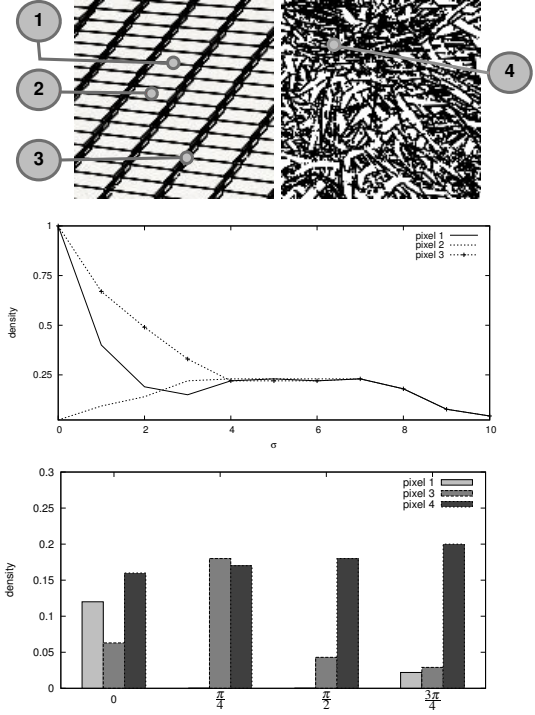 1
2
3
4
pixel 1
pixel 2
pixel 3
1
0.75
0.5
0.25
density
0 2 4 6 8 10
σ
pixel 1
pixel 3
pixel 4
0.3
0.25
0.2
0.15
0.1
0.05
0
density
0 π/4 π/2 3π/4